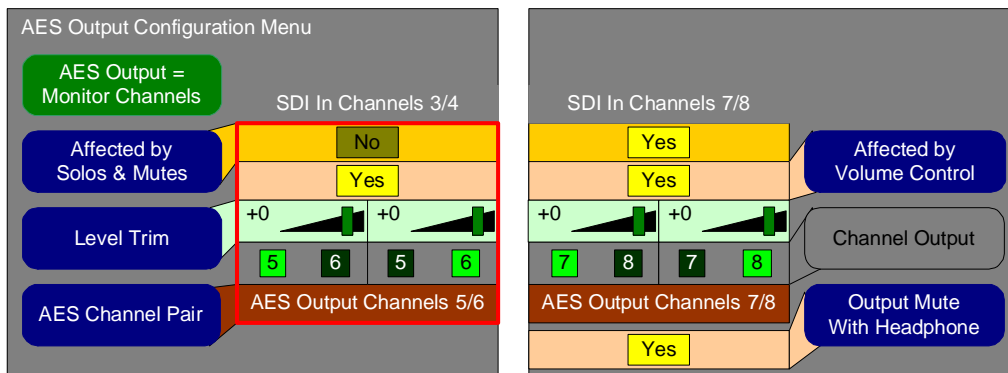 AES Output Configuration Menu
AES Output =
Monitor Channels
SDI In Channels 3/4
SDI In Channels 7/8
Affected by
Solos & Mutes
No
Yes
Yes
Yes
Affected by
Volume Control
Level Trim
+0
+0
+0
+0
Channel Output
5
6
5
6
7
8
7
8
AES Channel Pair
AES Output Channels 5/6
AES Output Channels 7/8
Output Mute
With Headphone
Yes